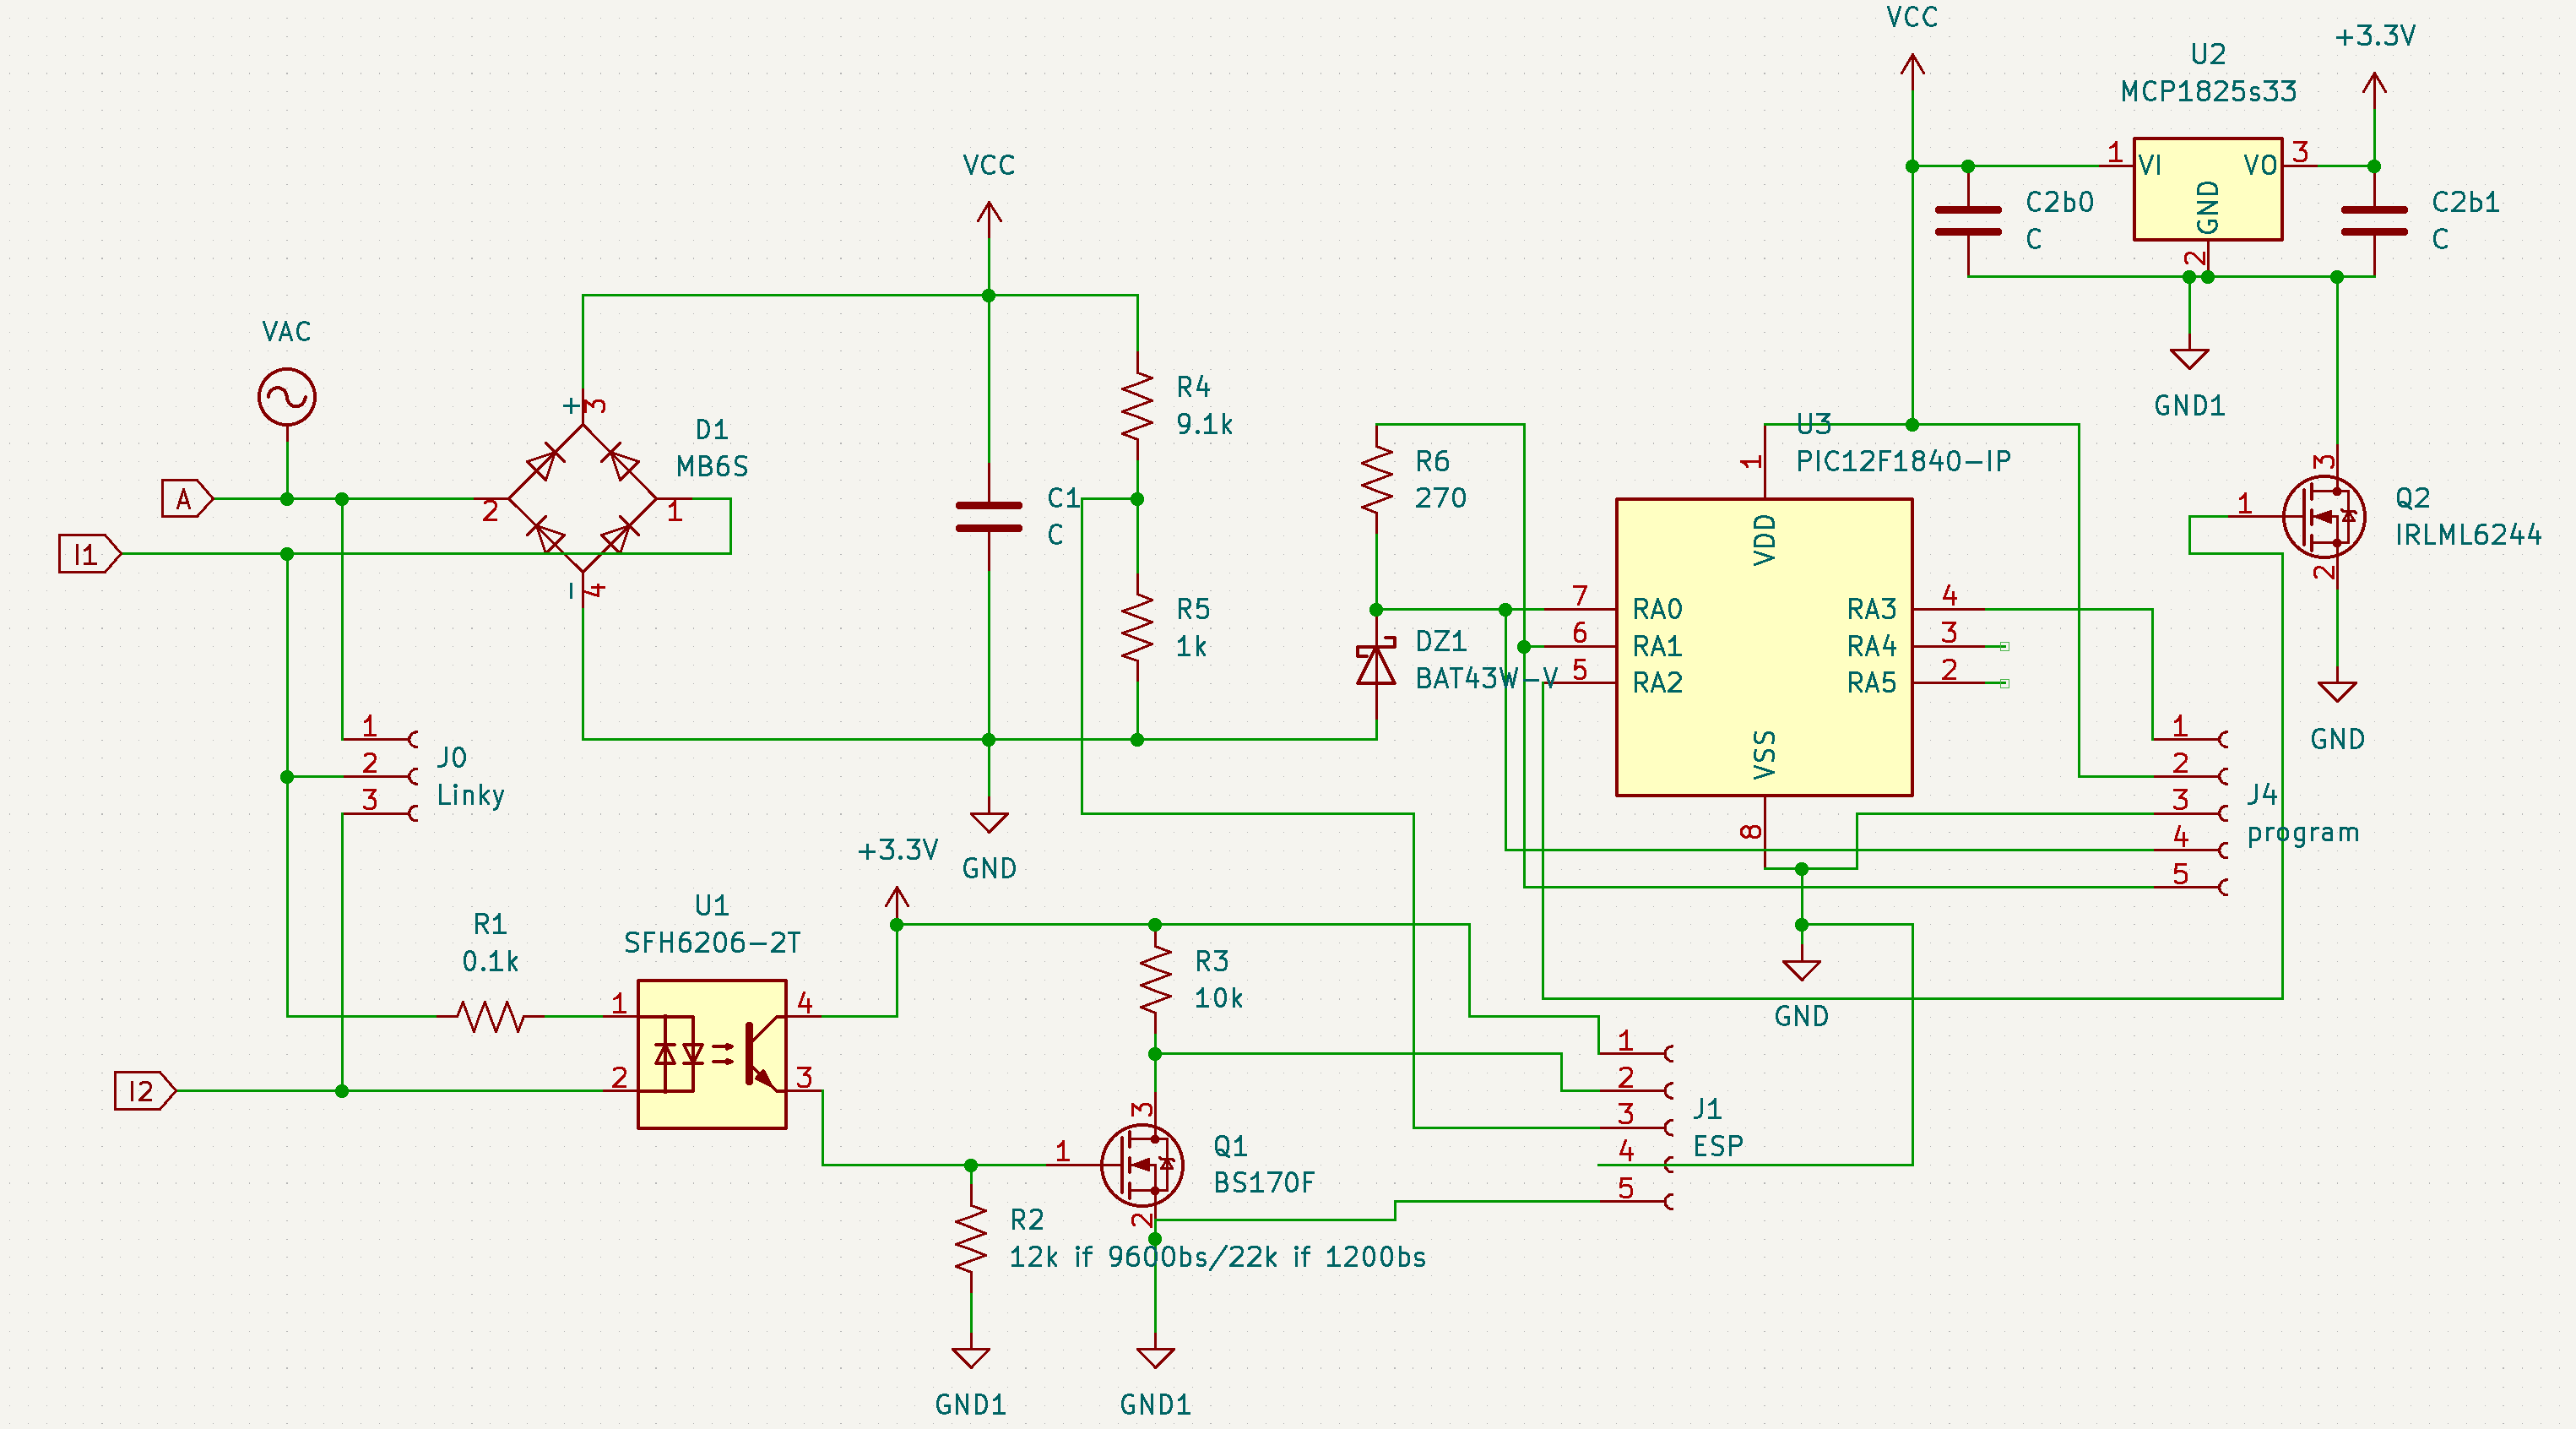 VCC
+3.3V
U2
MCP1825s33
1
VI
GND
VO
3
2
C2b0
C
C2b1
C
GND1
VCC
VAC
+
3
D1
MB6S
2
1
-
4
A
I1
C1
C
R4
9.1k
R5
1k
R6
270
DZ1
BAT43W-V
U3
PIC12F1840-IP
1
VDD
7
RA0
6
RA1
5
RA2
RA3
4
RA4
3
RA5
2
VSS
8
3
1
2
Q2
IRLML6244
GND
1
2
3
J0
Linky
1
2
3
4
5
J4
program
GND
+3.3V
GND
R1
0.1k
U1
SFH6206-2T
1
2
4
3
I2
R3
10k
3
1
2
Q1
BS170F
R2
12k if 9600bs/22k if 1200bs
1
2
3
4
5
J1
ESP
GND1
GND1